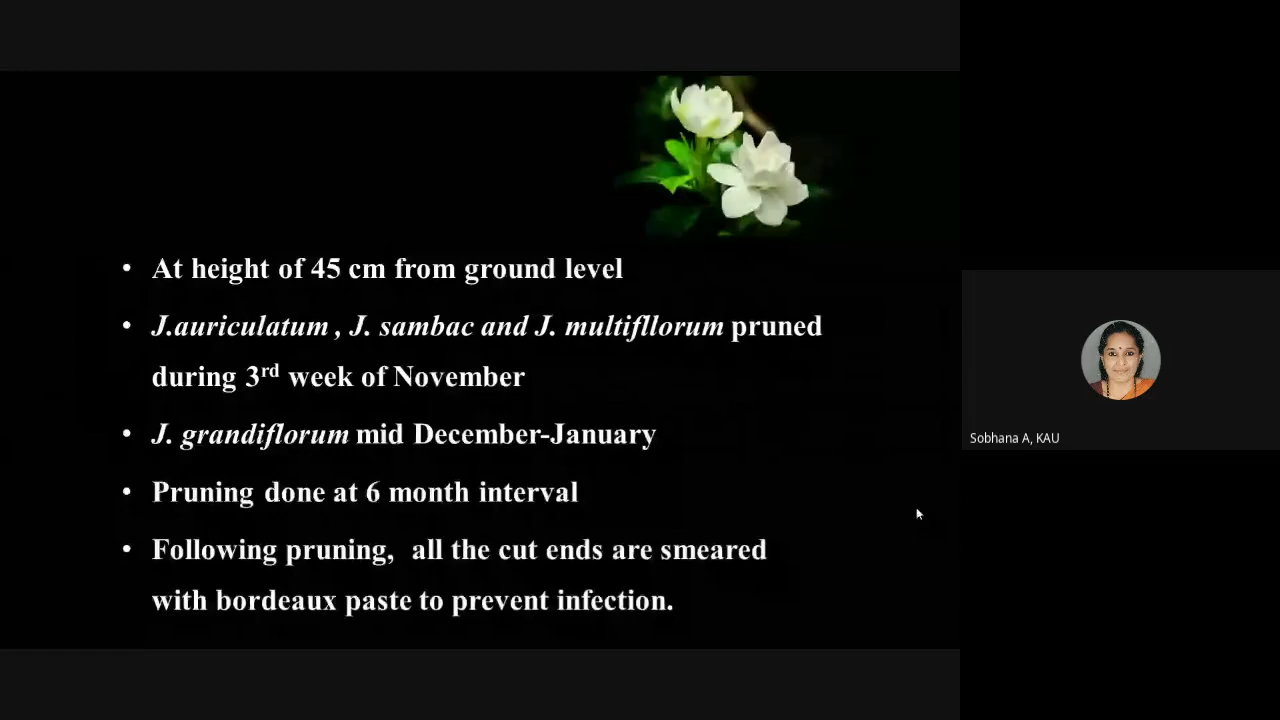 • At height of 45 cm from ground level
• J.auriculatum , J. sambac and J. multifllorum pruned
during 3rd week of November
• J. grandiflorum mid December-January
• Pruning done at 6 month interval
• Following pruning, all the cut ends are smeared
with bordeaux paste to prevent infection.
Sobhana A, KAU